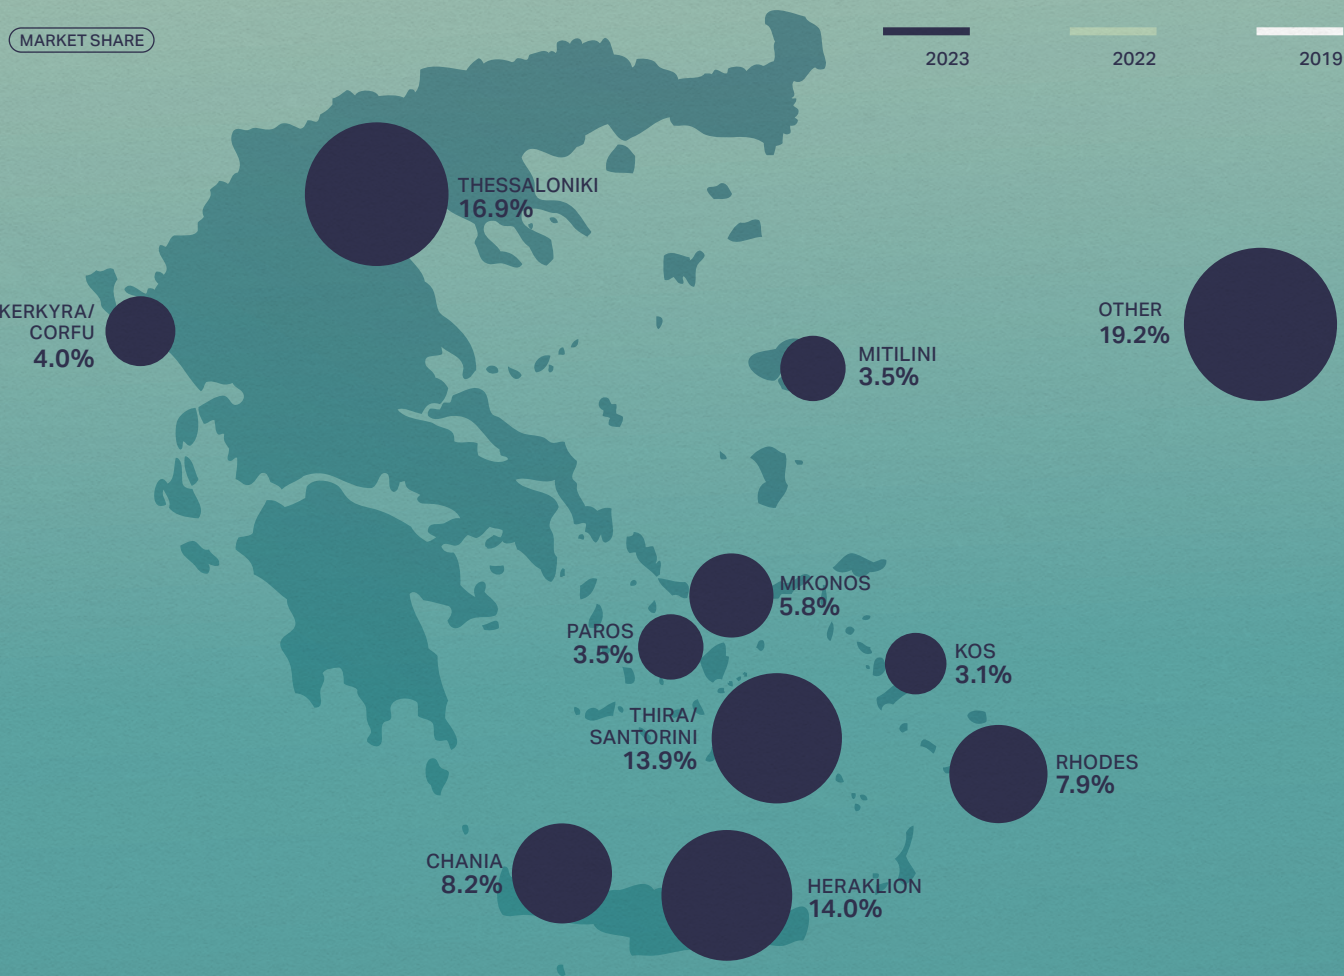 MARKET SHARE
2023
2022
2019
THESSALONIKI
16.9%
KERKYRA/
CORFU
4.0%
OTHER
19.2%
MITILINI
3.5%
MIKONOS
5.8%
PAROS
3.5%
KOS
3.1%
THIRA/
SANTORINI
13.9%
RHODES
7.9%
CHANIA
8.2%
HERAKLION
14.0%